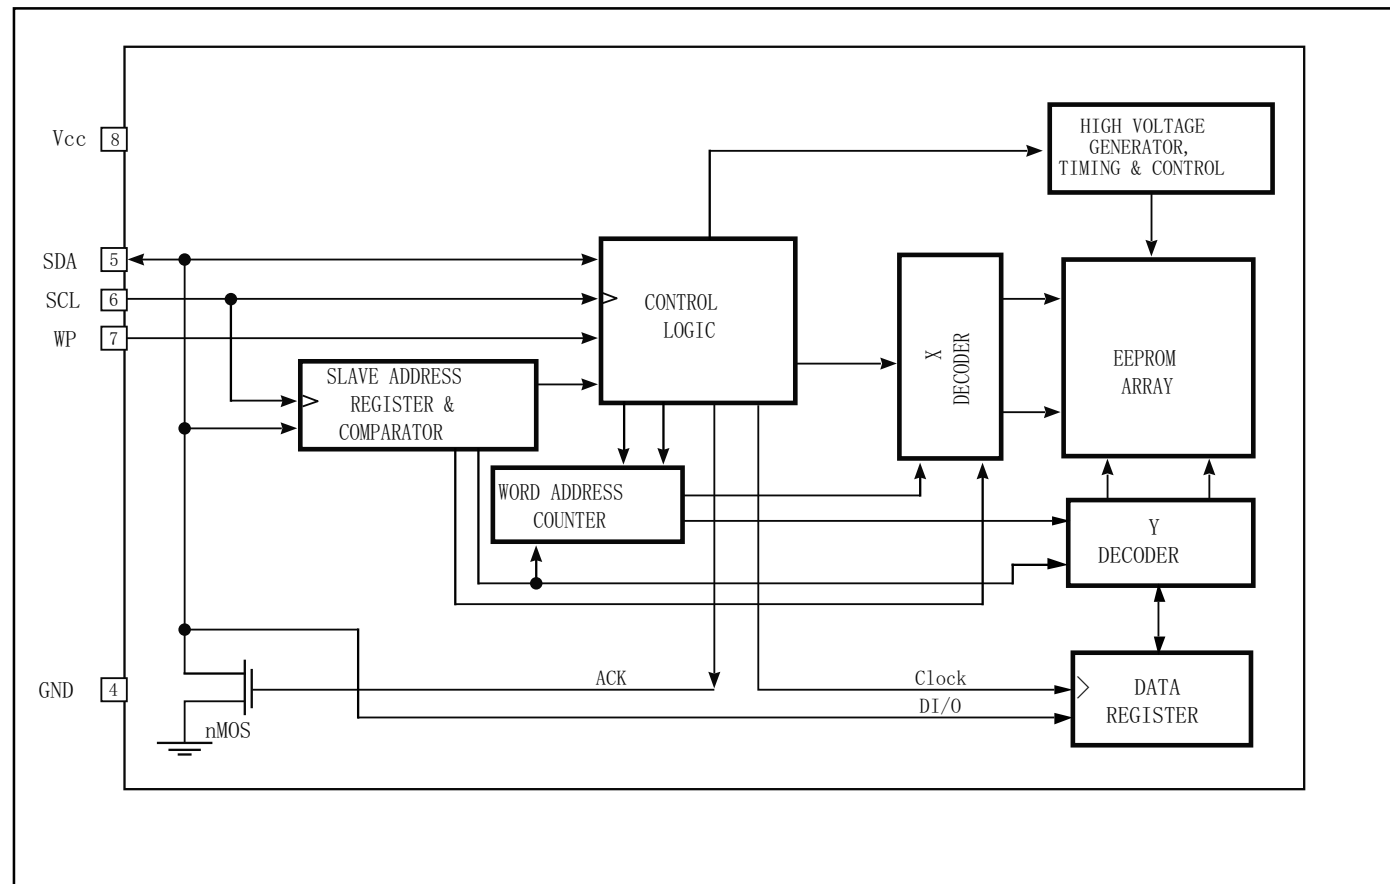 HIGH VOLTAGE
GENERATOR,
TIMING & CONTROL
Vcc 8
SDA 5
SCL 6
WP 7
CONTROL
LOGIC
X
DECODER
EEPROM
ARRAY
SLAVE ADDRESS
REGISTER &
COMPARATOR
WORD ADDRESS
COUNTER
Y
DECODER
GND 4
ACK
Clock
DI/O
DATA
REGISTER
nMOS